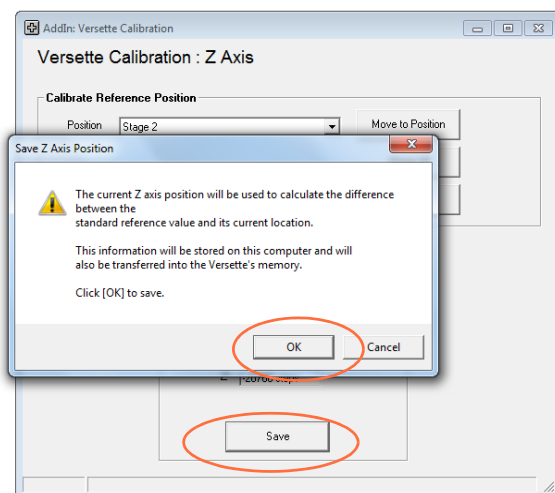 AddIn: Versette Calibration
Versette Calibration : Z Axis
Calibrate Reference Position
Position Stage 2 Move to Position
Save Z Axis Position
The current Z axis position will be used to calculate the difference
between the
standard reference value and its current location.
This information will be stored on this computer and will
also be transferred into the Versette's memory.
Click [OK] to save.
OK Cancel
Save